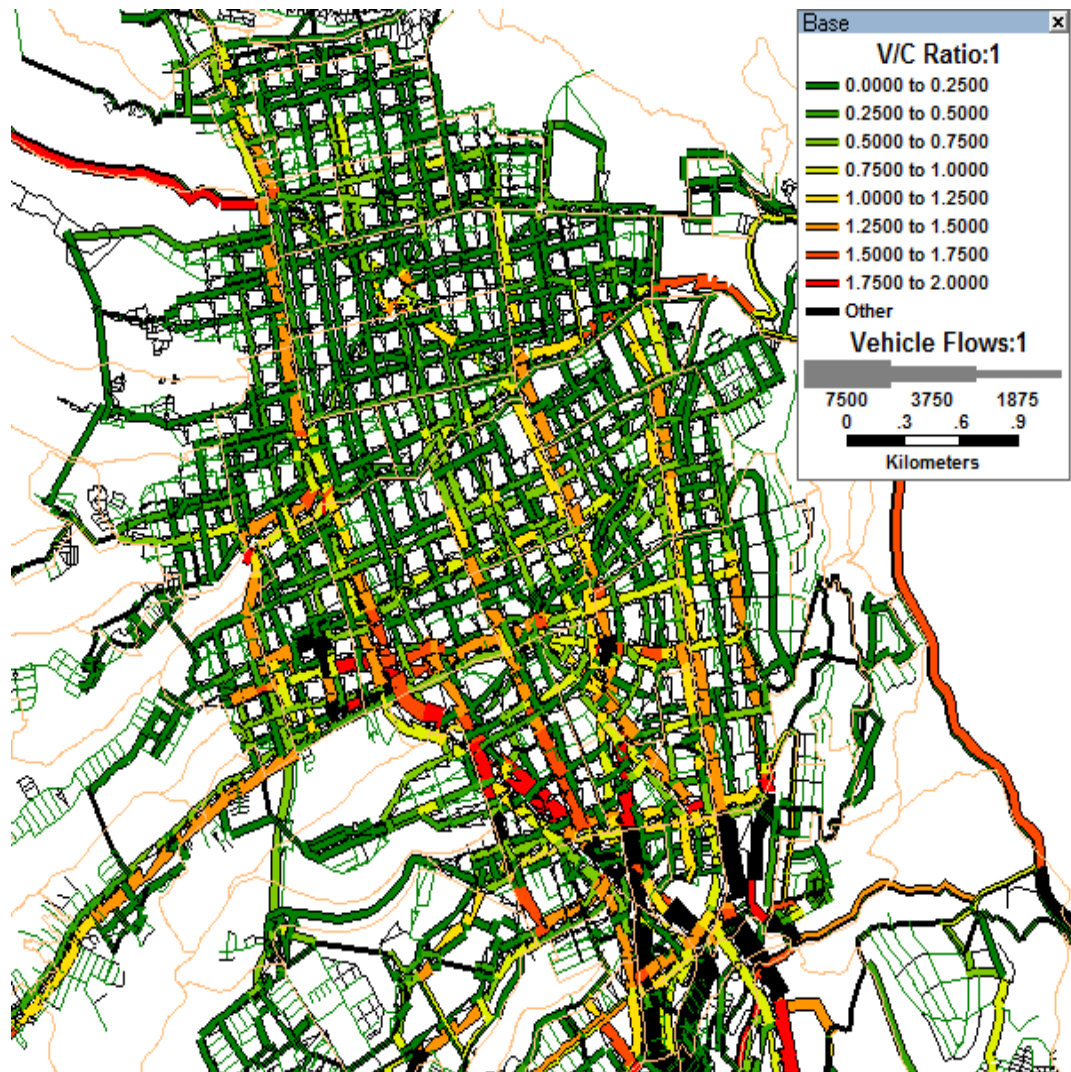 Base
V/C Ratio:1
0.0000 to 0.2500
0.2500 to 0.5000
0.5000 to 0.7500
0.7500 to 1.0000
1.0000 to 1.2500
1.2500 to 1.5000
1.5000 to 1.7500
1.7500 to 2.0000
Other
Vehicle Flows:1
7500 3750 1875
0 .3 .6 .9
Kilometers